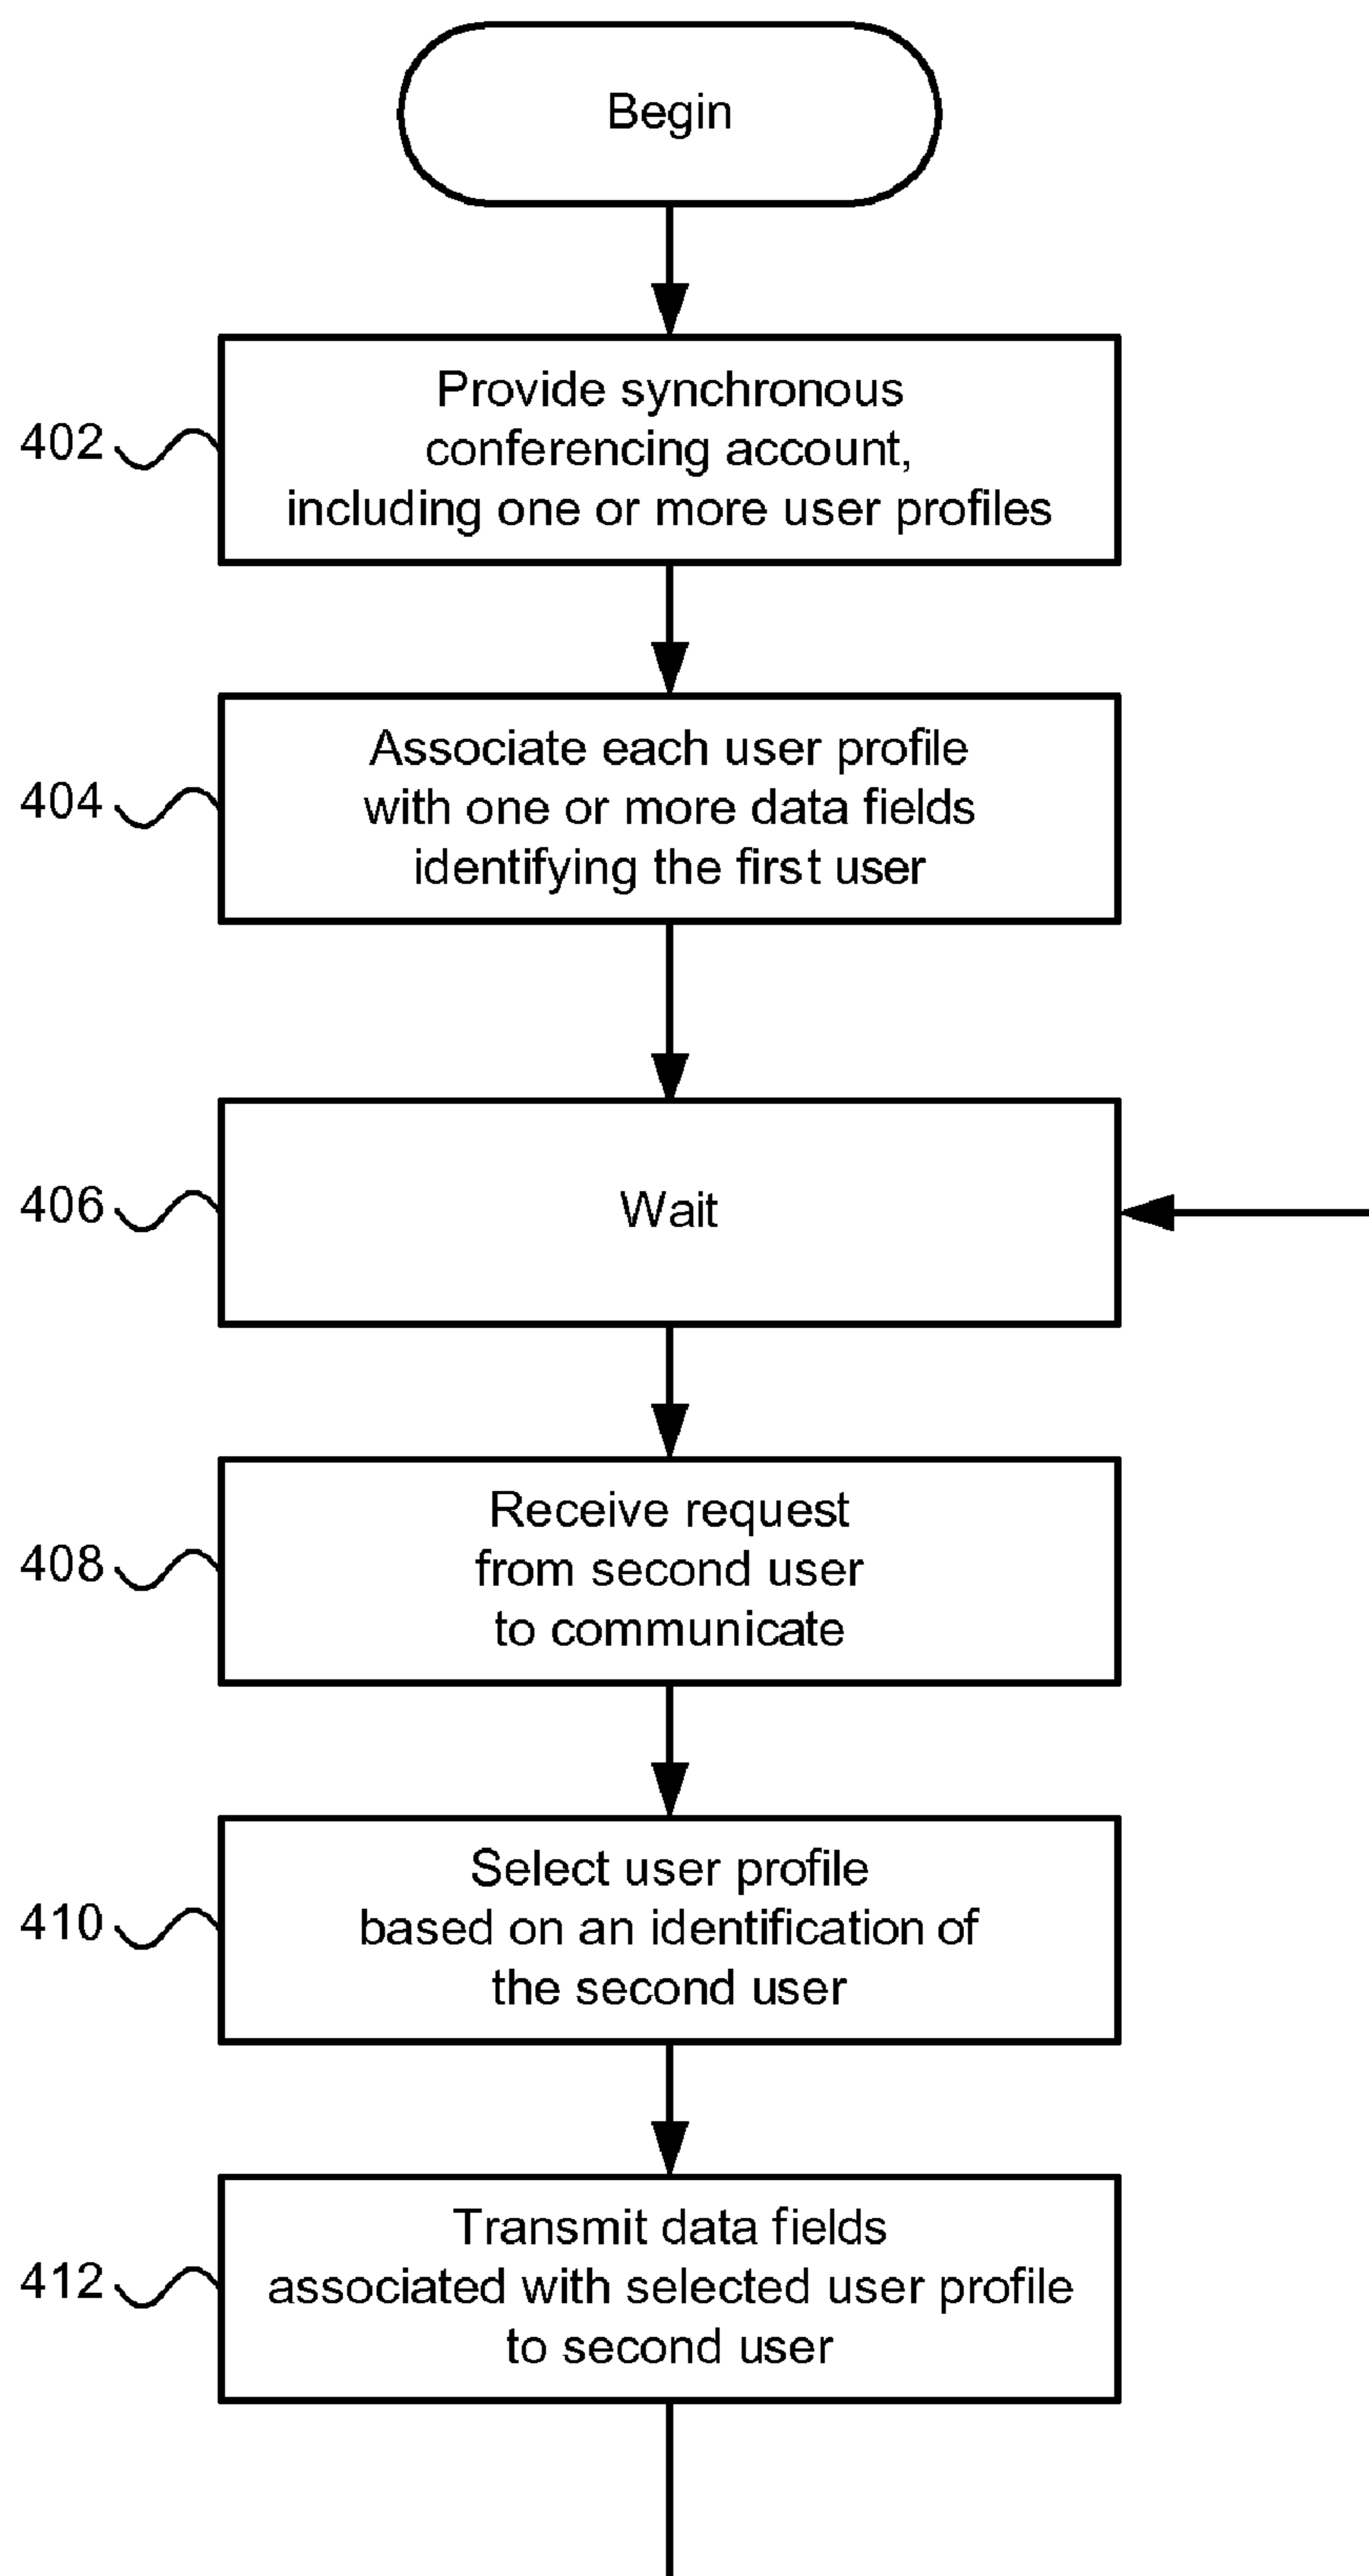 Begin
402
Provide synchronous
conferencing account,
including one or more user profiles
404
Associate each user profile
with one or more data fields
identifying the first user
406
Wait
408
Receive request
from second user
to communicate
410
Select user profile
based on an identification of
the second user
412
Transmit data fields
associated with selected user profile
to second user